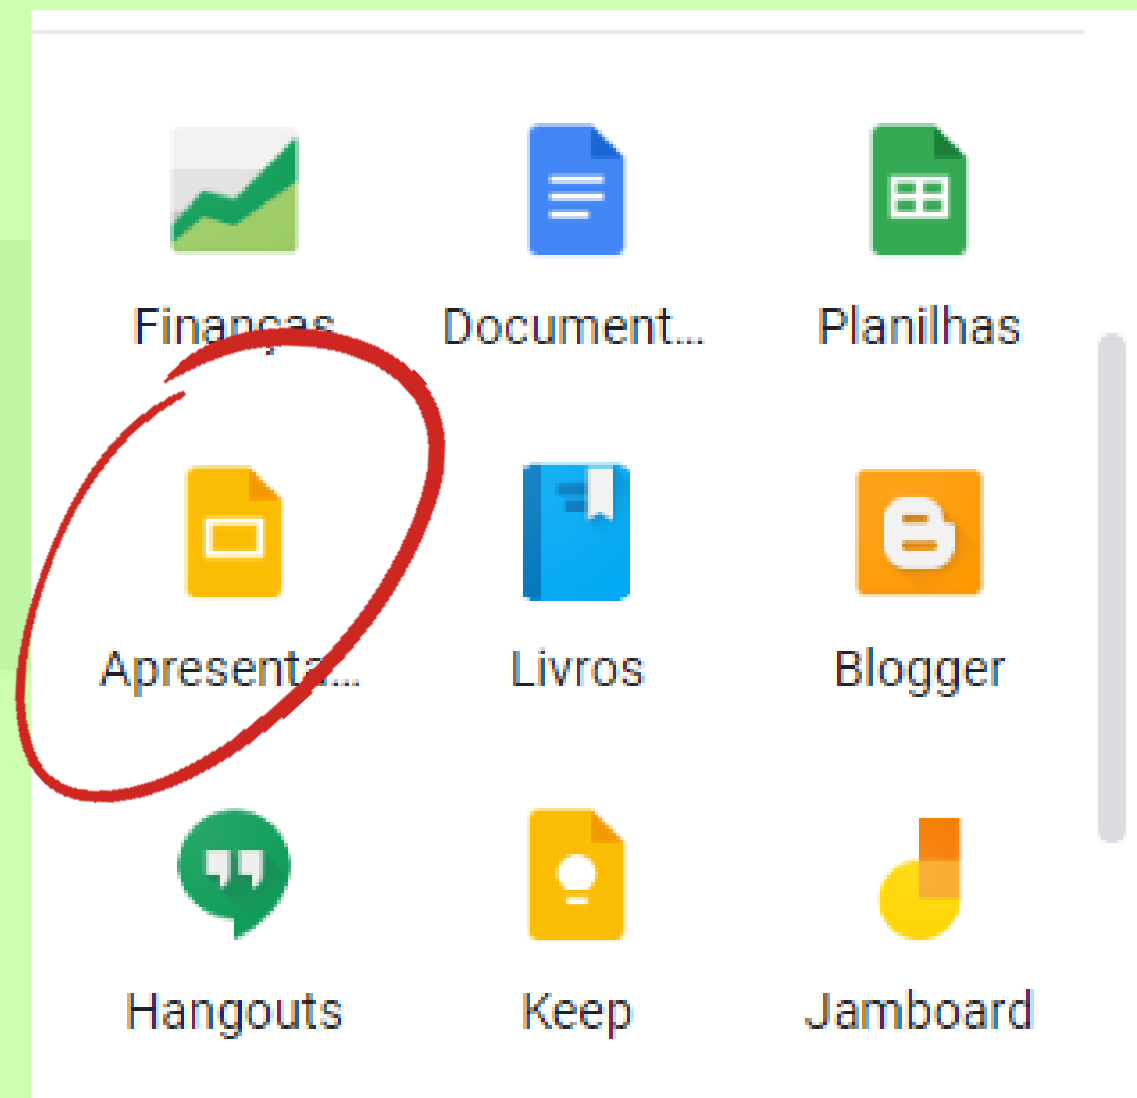 Finanças
Document...
Planilhas
Apresenta...
Livros
Blogger
Hangouts
Keep
Jamboard